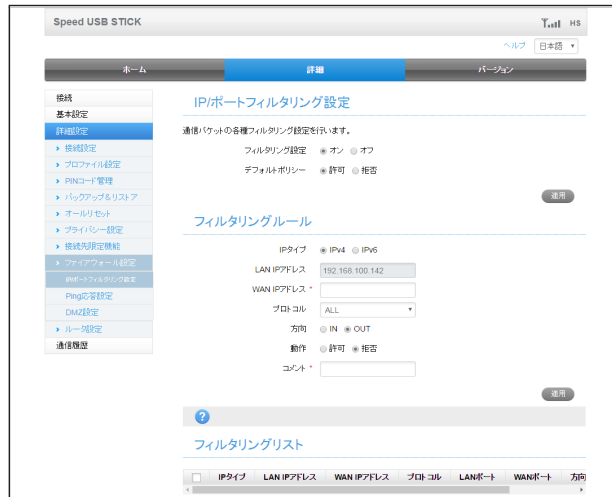 Speed USB STICK
HS
ヘルプ 日本語
ホーム 詳細 バージョン
接続
基本設定
詳細設定
接続設定
プロファイル設定
PINコード管理
バックアップ&リストア
オールリセット
プライバシー設定
接続先限定機能
ファイアウォール設定
IP/ポートフィルタリング設定
Ping応答設定
DMZ設定
ルータ設定
通信履歴
IP/ポートフィルタリング設定
通信パケットの各種フィルタリング設定を行います。
フィルタリング設定 オン オフ
デフォルトポリシー 許可 拒否
適用
フィルタリングルール
IPタイプ IPv4 IPv6
LAN IPアドレス 192.168.100.142
WAN IPアドレス *
プロトコル ALL
方向 IN OUT
動作 許可 拒否
コメント *
適用
?
フィルタリングリスト
IPタイプ LAN IPアドレス WAN IPアドレス プロトコル LANポート WANポート 方向